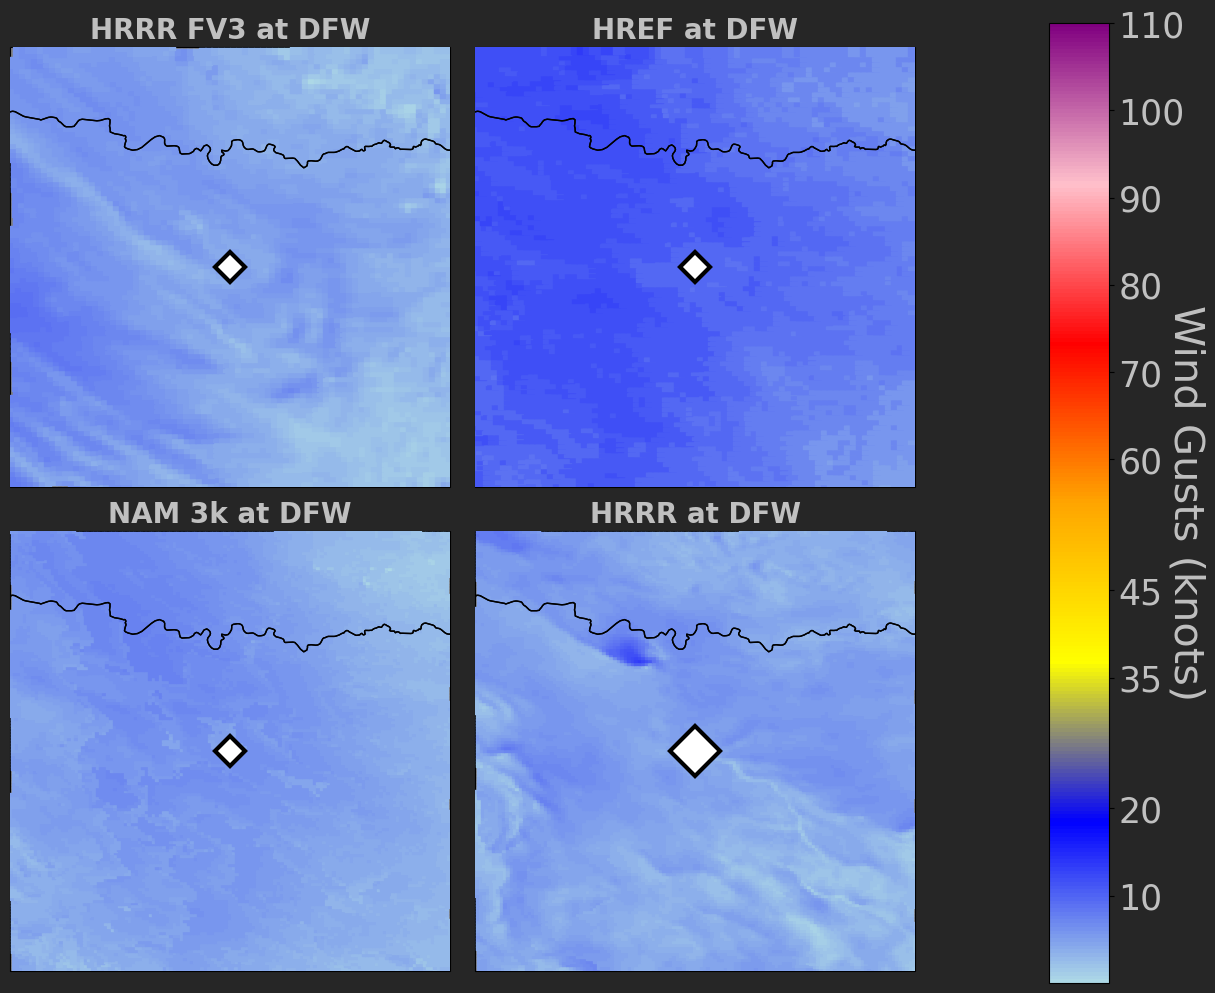 HRRR FV3 at DFW
HREF at DFW
NAM 3k at DFW
HRRR at DFW
110
100
90
80
70
60
45
35
20
10
Wind Gusts (knots)